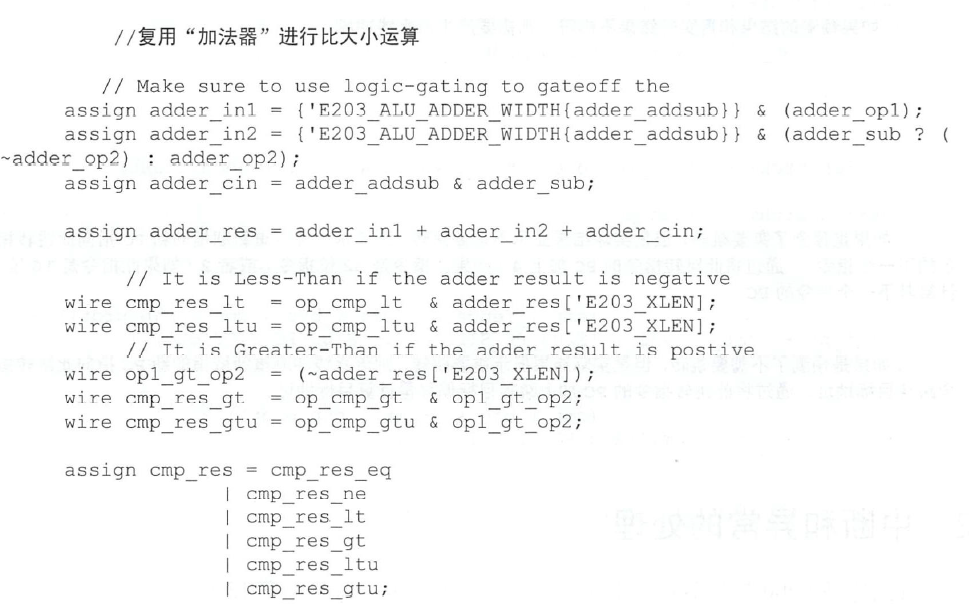 //复用“加法器”进行比大小运算
// Make sure to use logic-gating to gateoff the
assign adder_in1 = {'E203_ALU_ADDER_WIDTH{adder_addsub}} & (adder_op1);
assign adder_in2 = {'E203_ALU_ADDER_WIDTH{adder_addsub}} & (adder_sub ? (
~adder_op2) : adder_op2);
assign adder_cin = adder_addsub & adder_sub;
assign adder_res = adder_in1 + adder_in2 + adder_cin;
// It is Less-Than if the adder result is negative
wire cmp_res_lt = op_cmp_lt & adder_res['E203_XLEN];
wire cmp_res_ltu = op_cmp_ltu & adder_res['E203_XLEN];
// It is Greater-Than if the adder result is postive
wire op1_gt_op2 = (~adder_res['E203_XLEN]);
wire cmp_res_gt = op_cmp_gt & op1_gt_op2;
wire cmp_res_gtu = op_cmp_gtu & op1_gt_op2;
assign cmp_res = cmp_res_eq
| cmp_res_ne
| cmp_res_lt
| cmp_res_gt
| cmp_res_ltu
| cmp_res_gtu;